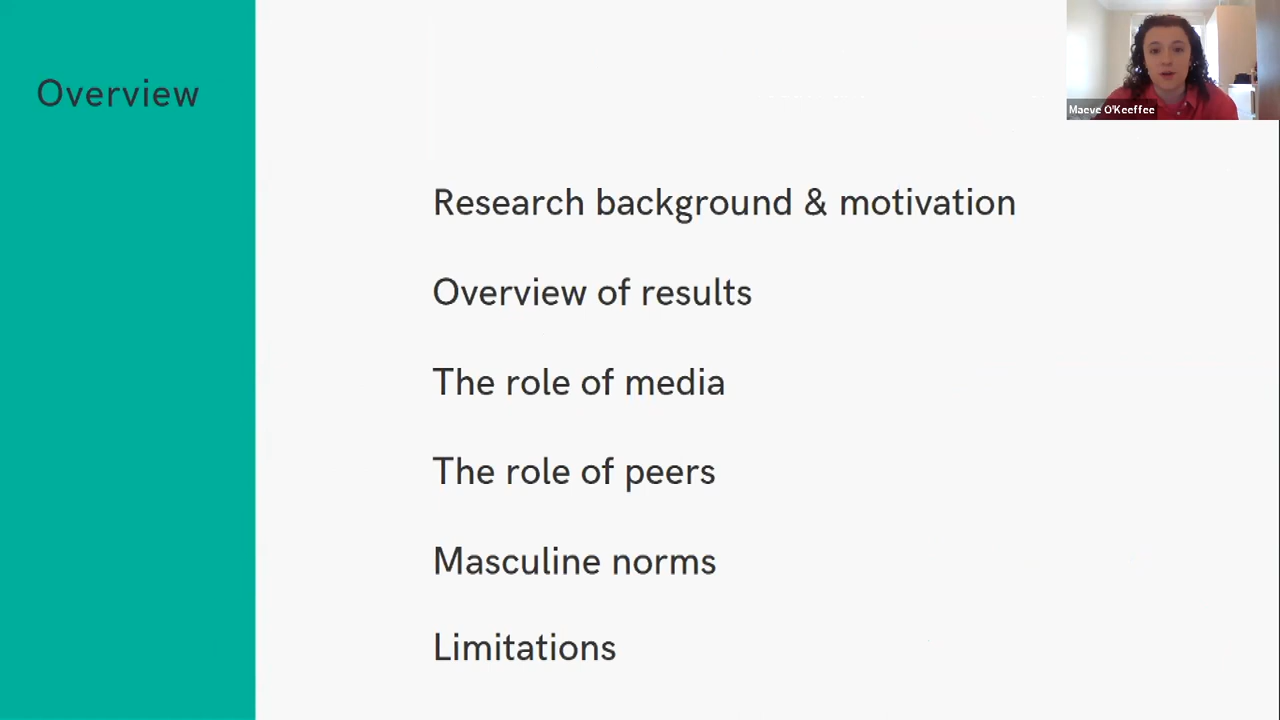 Overview
Maeve O'Keeffee
Research background & motivation
Overview of results
The role of media
The role of peers
Masculine norms
Limitations